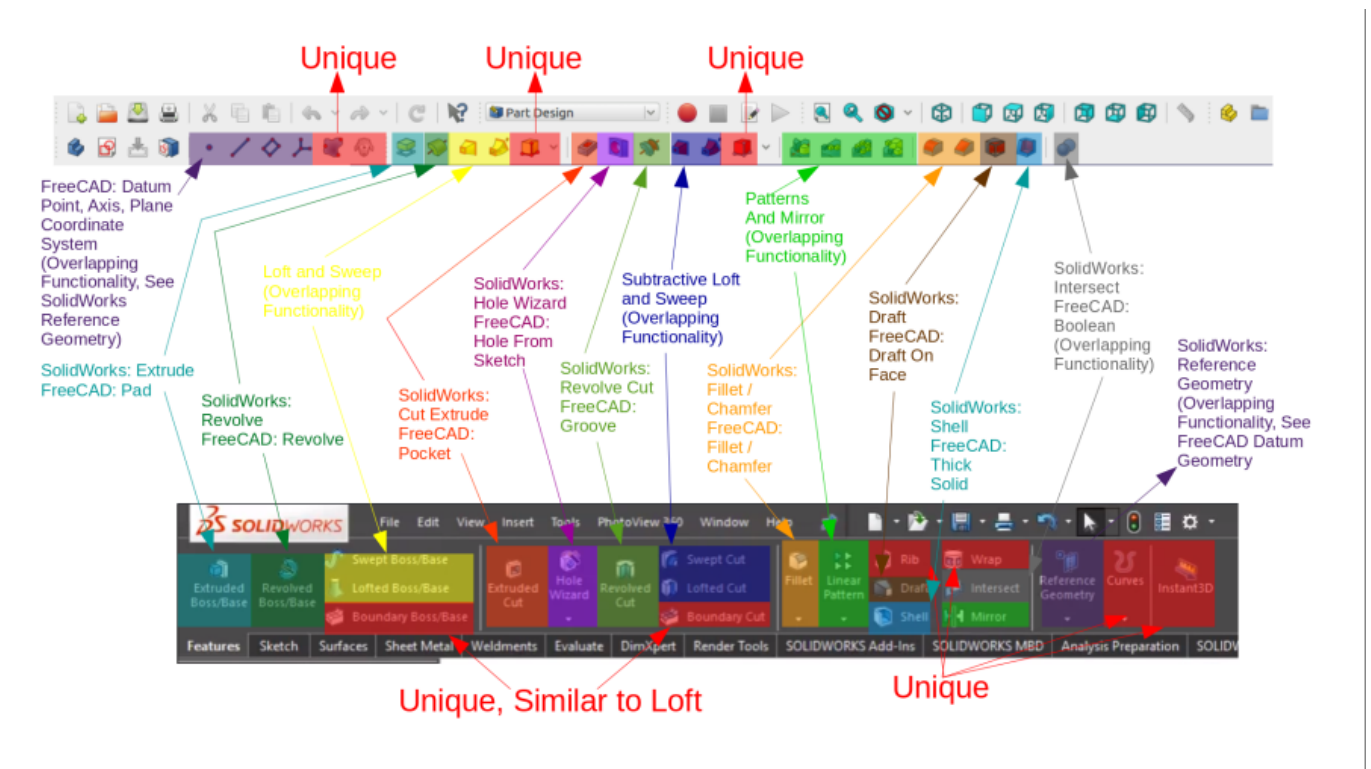 Unique
Unique
Unique
Part Design
FreeCAD: Datum
Point, Axis, Plane
Coordinate
System
(Overlapping
Functionality, See
SolidWorks
Reference
Geometry)
SolidWorks: Extrude
FreeCAD: Pad
SolidWorks:
Revolve
FreeCAD: Revolve
Loft and Sweep
(Overlapping
Functionality)
SolidWorks:
Cut Extrude
FreeCAD:
Pocket
SolidWorks:
Hole Wizard
FreeCAD:
Hole From
Sketch
SolidWorks:
Revolve Cut
FreeCAD:
Groove
Subtractive Loft
and Sweep
(Overlapping
Functionality)
Patterns
And Mirror
(Overlapping
Functionality)
SolidWorks:
Fillet /
Chamfer
FreeCAD:
Fillet /
Chamfer
SolidWorks:
Draft
FreeCAD:
Draft On
Face
SolidWorks:
Shell
FreeCAD:
Thick
Solid
SolidWorks:
Intersect
FreeCAD:
Boolean
(Overlapping
Functionality)
SolidWorks:
Reference
Geometry
(Overlapping
Functionality, See
FreeCAD Datum
Geometry
SOLIDWORKS File Edit View Insert Tools PhotoView 360 Window Help
Extruded
Boss/Base
Revolved
Boss/Base
Swept Boss/Base
Lofted Boss/Base
Boundary Boss/Base
Extruded
Cut
Hole
Wizard
Revolved
Cut
Swept Cut
Lofted Cut
Boundary Cut
Fillet
Linear
Pattern
Rib
Draft
Shell
Wrap
Intersect
Mirror
Reference
Geometry
Curves
Instant3D
Features Sketch Surfaces Sheet Metal Weldments Evaluate DimXpert Render Tools SOLIDWORKS Add-Ins SOLIDWORKS MBD Analysis Preparation SOLIDW
Unique, Similar to Loft
Unique